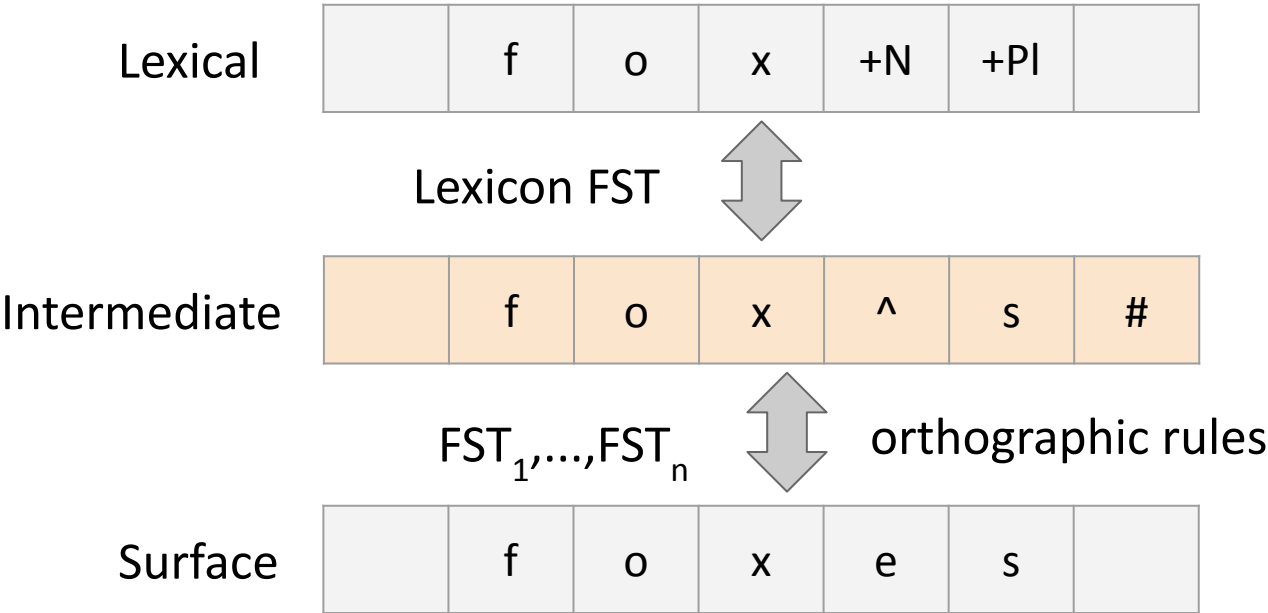 Lexical f o x +N +Pl
Lexicon FST
Intermediate f o x ^ s #
FST1,...,FSTn orthographic rules
Surface f o x e s